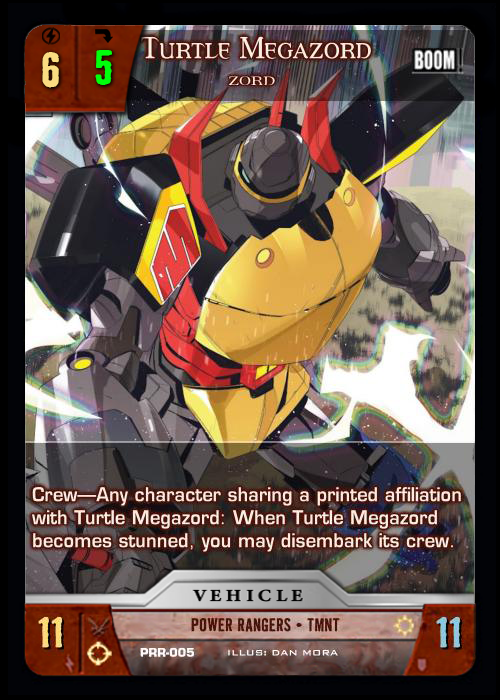 6
5
Turtle Megazord
ZORD
BOOM
Crew—Any character sharing a printed affiliation
with Turtle Megazord: When Turtle Megazord
becomes stunned, you may disembark its crew.
VEHICLE
11
POWER RANGERS • TMNT
11
PRR-005
ILLUS: DAN MORA